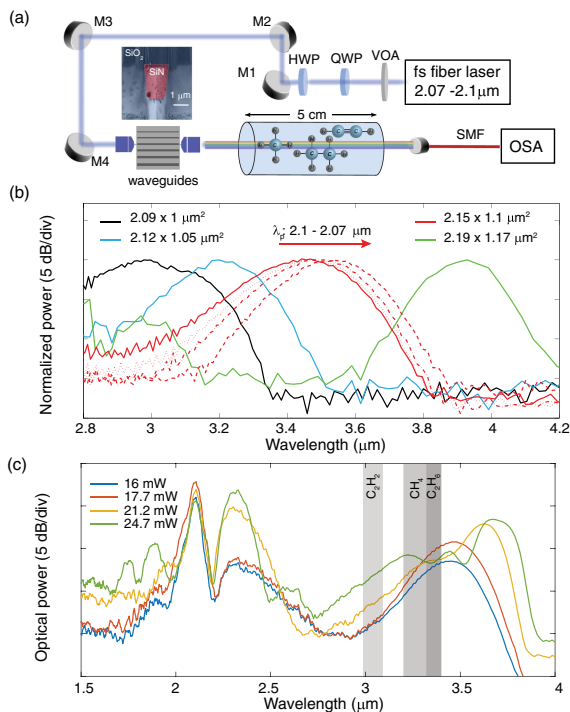 (a)
M3
M2
SiO2
SiN
1 μm
M1
HWP
QWP
VOA
fs fiber laser
2.07 -2.1μm
5 cm
M4
waveguides
C
C
C
C
C
H
H
H
H
SMF
OSA
(b)
Normalized power (5 dB/div)
2.09 x 1 μm²
2.12 x 1.05 μm²
λp: 2.1 - 2.07 μm
2.15 x 1.1 μm²
2.19 x 1.17 μm²
2.8
3
3.2
3.4
3.6
3.8
4
4.2
Wavelength (μm)
(c)
Optical power (5 dB/div)
16 mW
17.7 mW
21.2 mW
24.7 mW
C2H2
CH4
C2H6
1.5
2
2.5
3
3.5
4
Wavelength (μm)